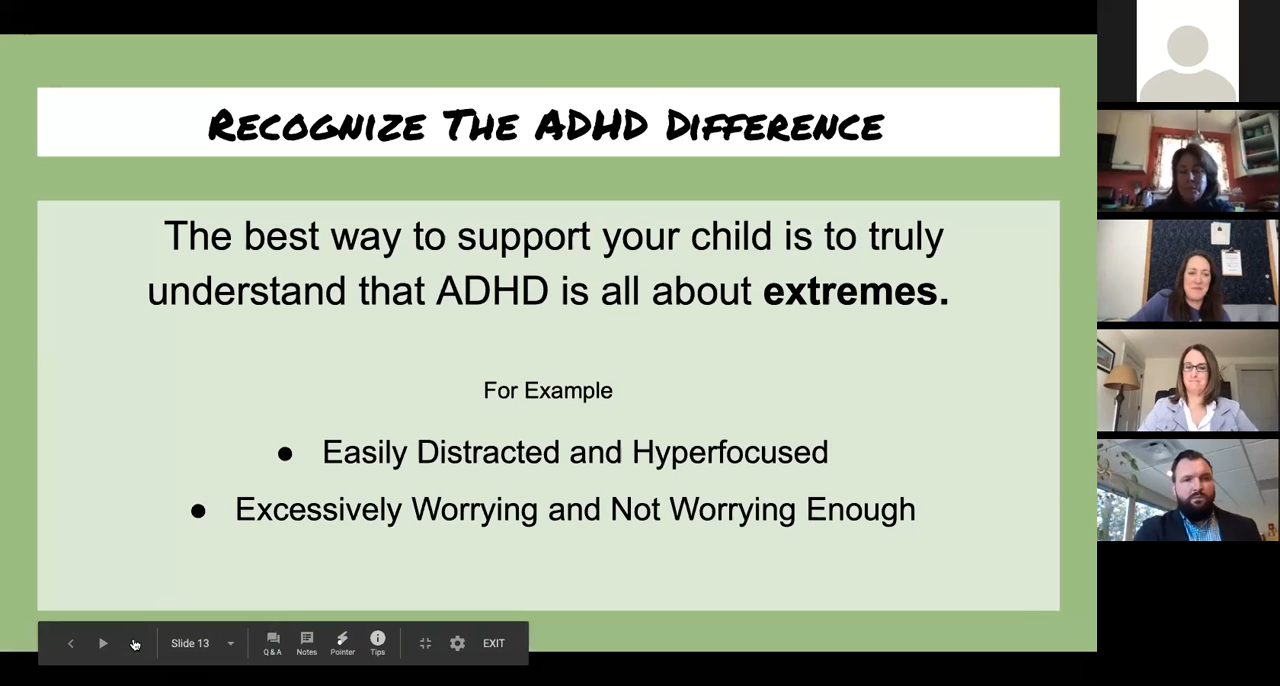 Recognize The ADHD Difference
The best way to support your child is to truly
understand that ADHD is all about extremes.
For Example
● Easily Distracted and Hyperfocused
● Excessively Worrying and Not Worrying Enough
Slide 13
Q&A
Notes
Pointer
Tips
EXIT